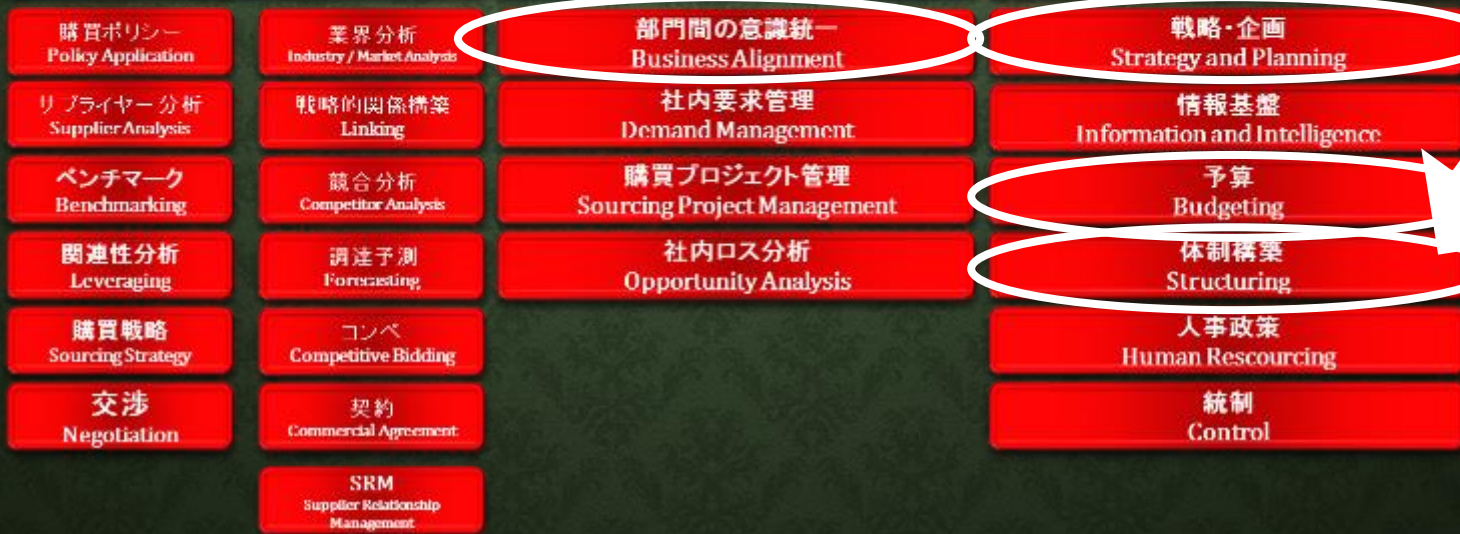 購買ポリシー
Policy Application
サプライヤー分析
Supplier Analysis
ベンチマーク
Benchmarking
関連性分析
Leveraging
購買戦略
Sourcing Strategy
交渉
Negotiation
業界分析
Industry / Market Analysis
戦略的関係構築
Linking
競合分析
Competitor Analysis
調達予測
Forecasting
コンペ
Competitive Bidding
契約
Commercial Agreement
SRM
Supplier Relationship
Management
部門間の意識統一
Business Alignment
社内要求管理
Demand Management
購買プロジェクト管理
Sourcing Project Management
社内ロス分析
Opportunity Analysis
戦略・企画
Strategy and Planning
情報基盤
Information and Intelligence
予算
Budgeting
体制構築
Structuring
人事政策
Human Rescourcing
統制
Control